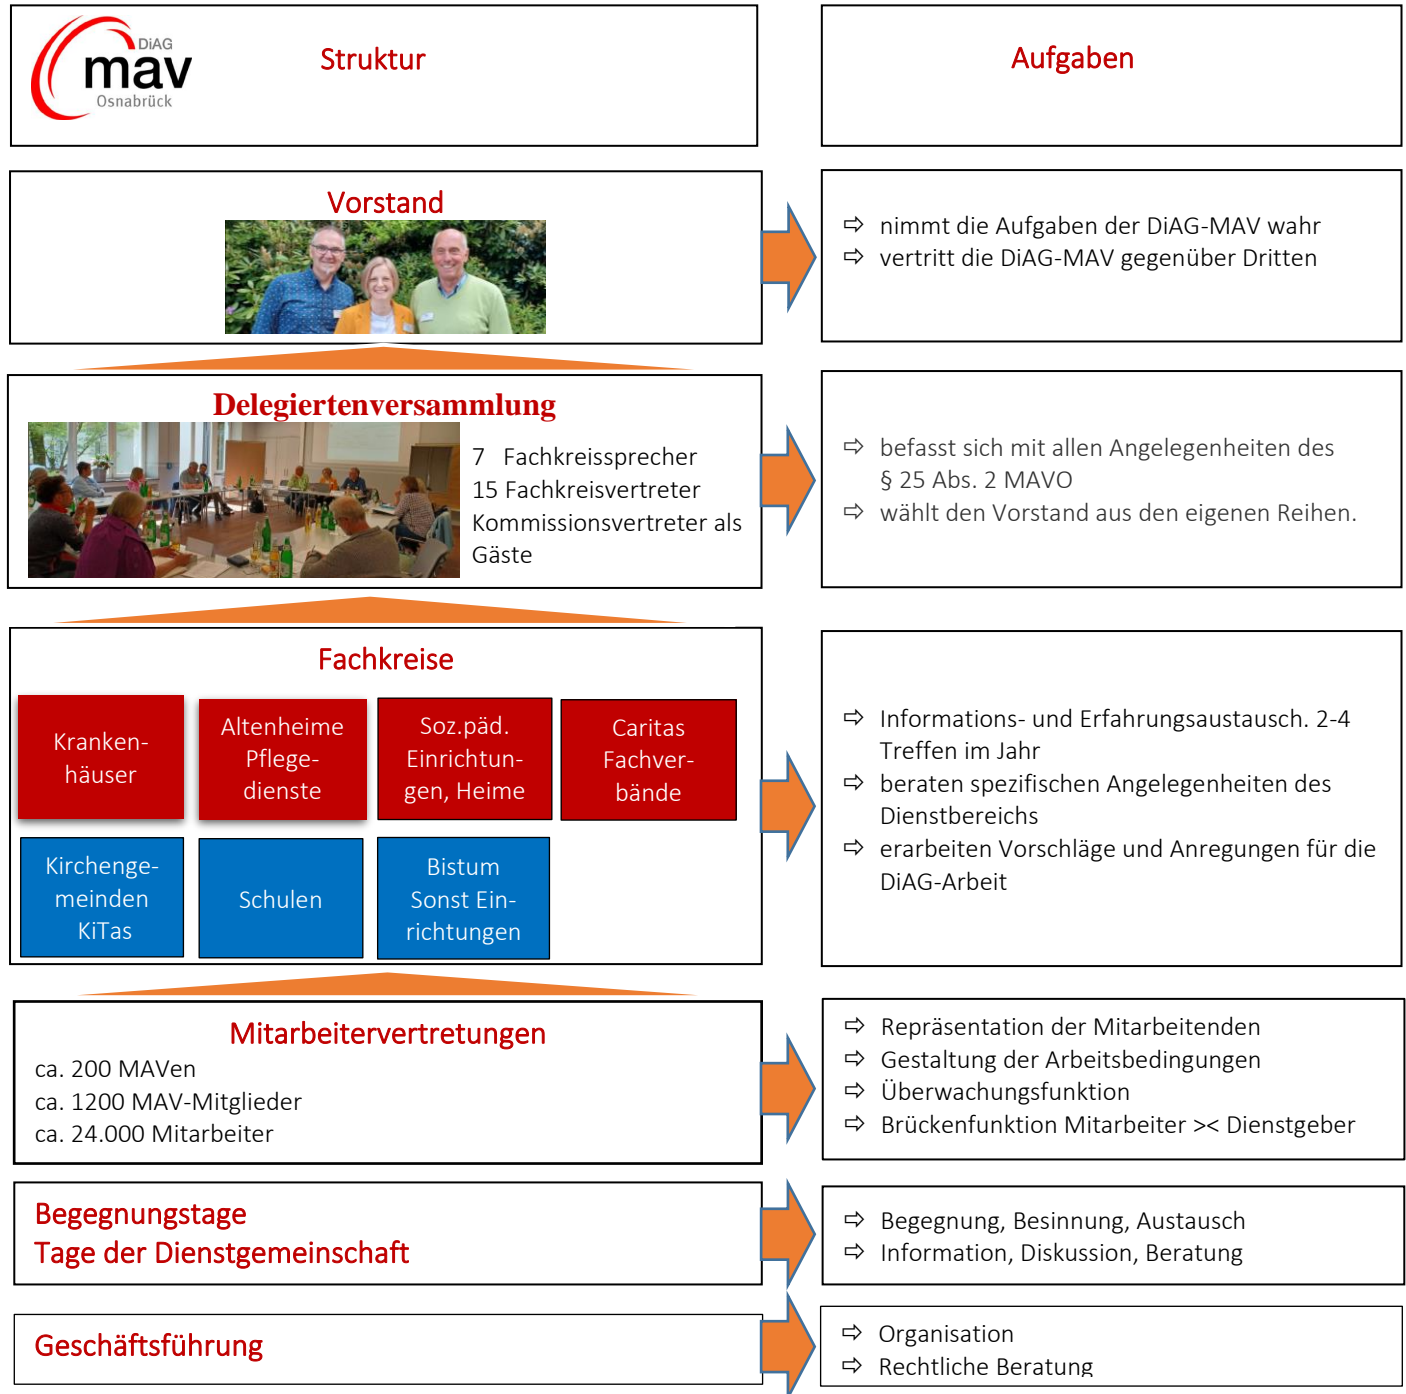 DiAG
mav
Osnabrück
Struktur
Aufgaben
Vorstand
⇨ nimmt die Aufgaben der DiAG-MAV wahr
⇨ vertritt die DiAG-MAV gegenüber Dritten
Delegiertenversammlung
7 Fachkreissprecher
15 Fachkreisvertreter
Kommissionsvertreter als
Gäste
⇨ befasst sich mit allen Angelegenheiten des
§ 25 Abs. 2 MAVO
⇨ wählt den Vorstand aus den eigenen Reihen.
Fachkreise
Kranken-
häuser
Altenheime
Pflege-
dienste
Soz.päd.
Einrichtun-
gen, Heime
Caritas
Fachver-
bände
Kirchenge-
meinden
KiTas
Schulen
Bistum
Sonst Ein-
richtungen
⇨ Informations- und Erfahrungsaustausch. 2-4
Treffen im Jahr
⇨ beraten spezifischen Angelegenheiten des
Dienstbereichs
⇨ erarbeiten Vorschläge und Anregungen für die
DiAG-Arbeit
Mitarbeitervertretungen
ca. 200 MAVen
ca. 1200 MAV-Mitglieder
ca. 24.000 Mitarbeiter
⇨ Repräsentation der Mitarbeitenden
⇨ Gestaltung der Arbeitsbedingungen
⇨ Überwachungsfunktion
⇨ Brückenfunktion Mitarbeiter >< Dienstgeber
Begegnungstage
Tage der Dienstgemeinschaft
⇨ Begegnung, Besinnung, Austausch
⇨ Information, Diskussion, Beratung
Geschäftsführung
⇨ Organisation
⇨ Rechtliche Beratung